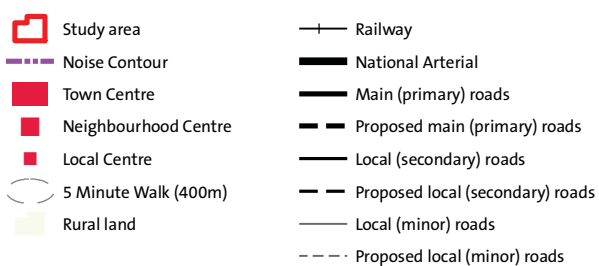 Study area
Noise Contour
Town Centre
Neighbourhood Centre
Local Centre
5 Minute Walk (400m)
Rural land
Railway
National Arterial
Main (primary) roads
Proposed main (primary) roads
Local (secondary) roads
Proposed local (secondary) roads
Local (minor) roads
Proposed local (minor) roads